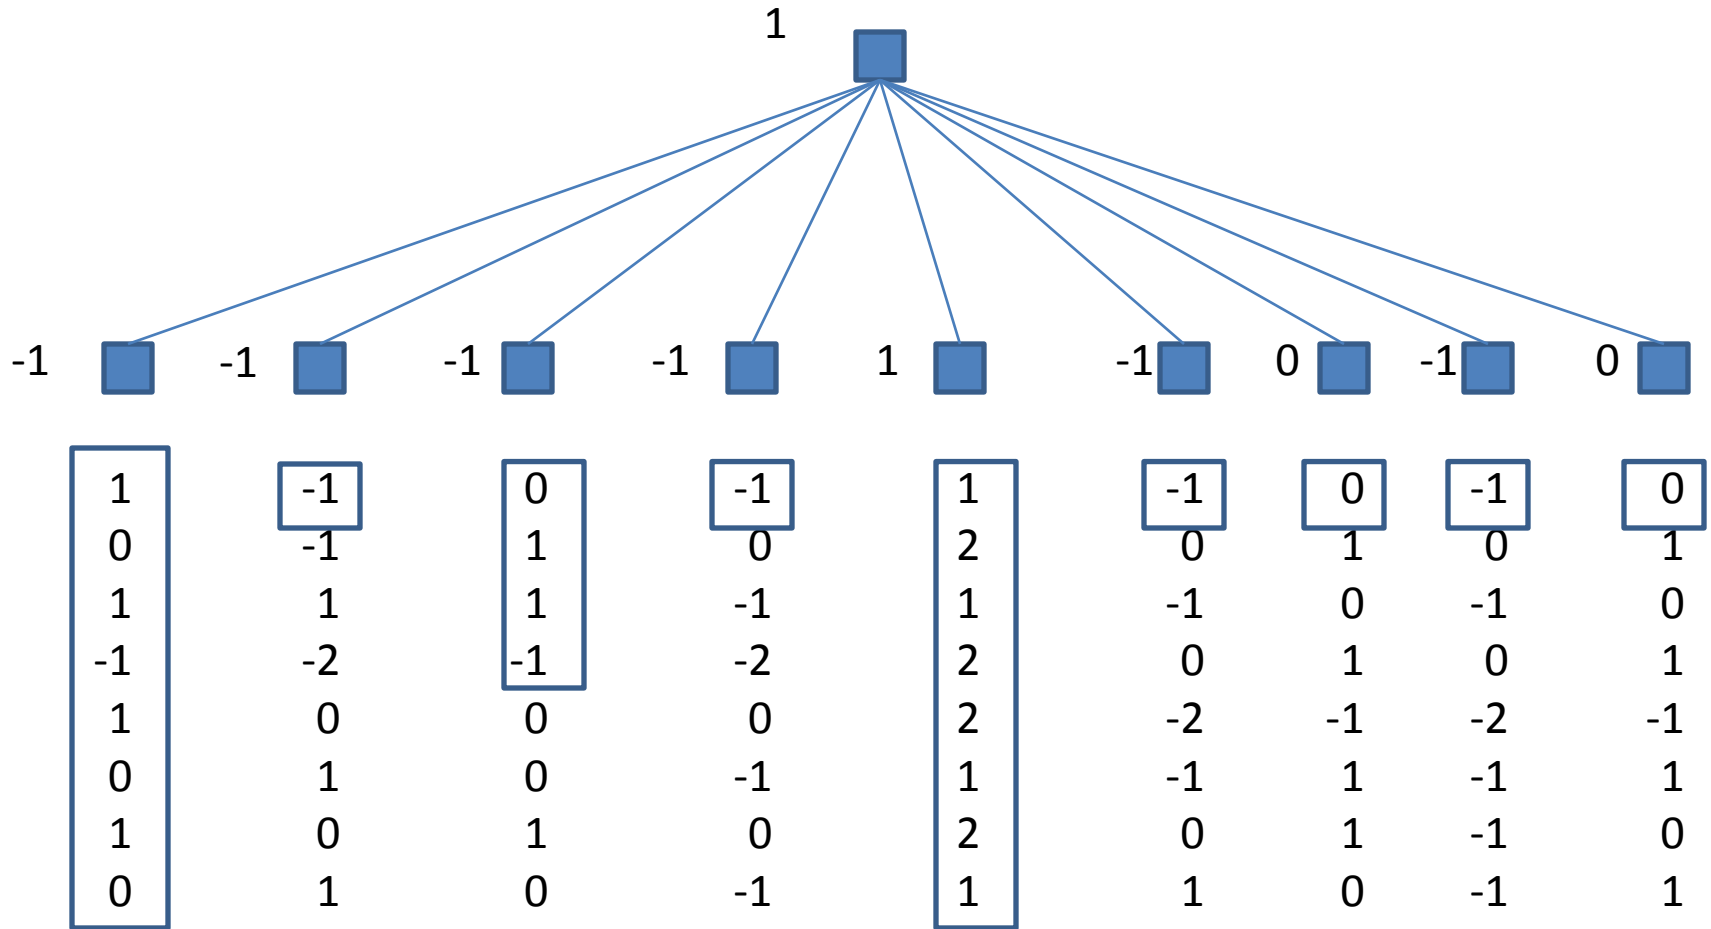 1
-1 -1 -1 -1 1 -1 0 -1 0
1 -1 0 -1 1 -1 0 -1 0
0 -1 1 0 2 0 1 0 1
1 1 1 -1 1 -1 0 -1 0
-1 -2 -1 -2 2 0 1 0 1
1 0 0 0 2 -2 -1 -2 -1
0 1 0 -1 1 -1 1 -1 1
1 0 1 0 2 0 1 -1 0
0 1 0 -1 1 1 0 -1 1